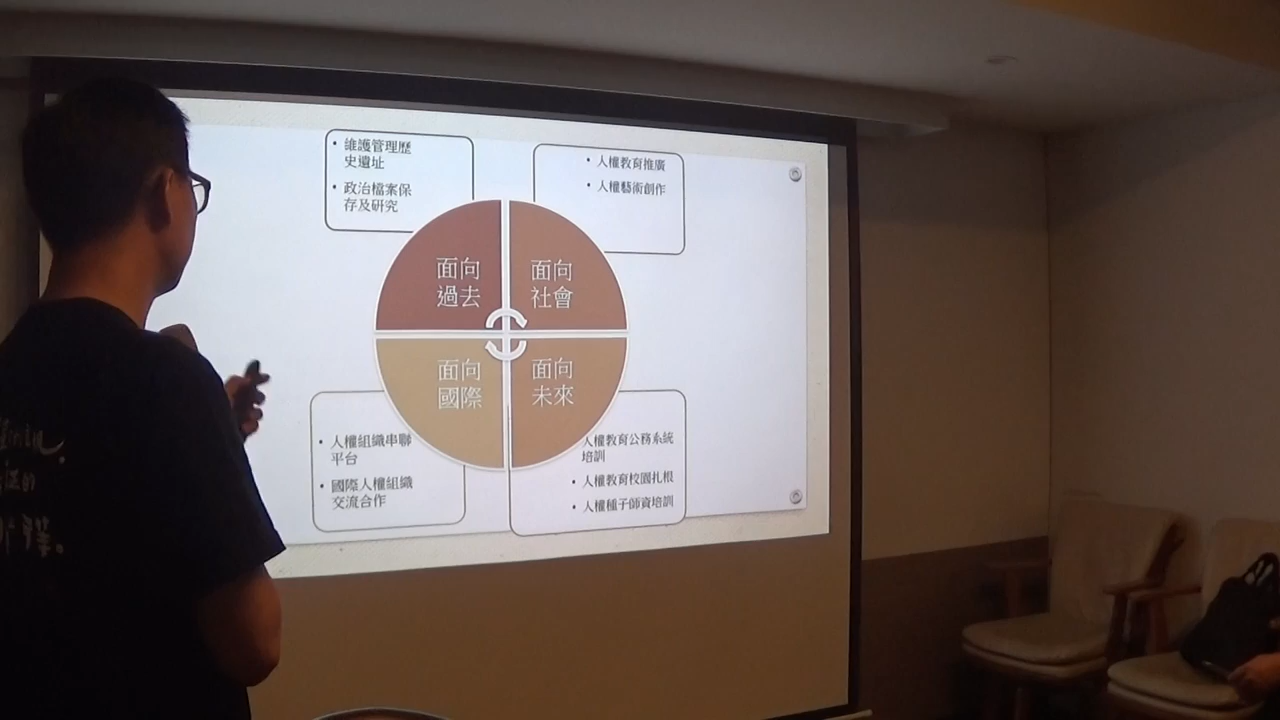 • 維護管理歷
史遺址
• 政治檔案保
存及研究
• 人權教育推廣
• 人權藝術創作
面向
過去
面向
社會
面向
國際
面向
未來
• 人權組織串聯
平台
• 國際人權組織
交流合作
人權教育公務系統
培訓
• 人權教育校園扎根
• 人權種子師資培訓